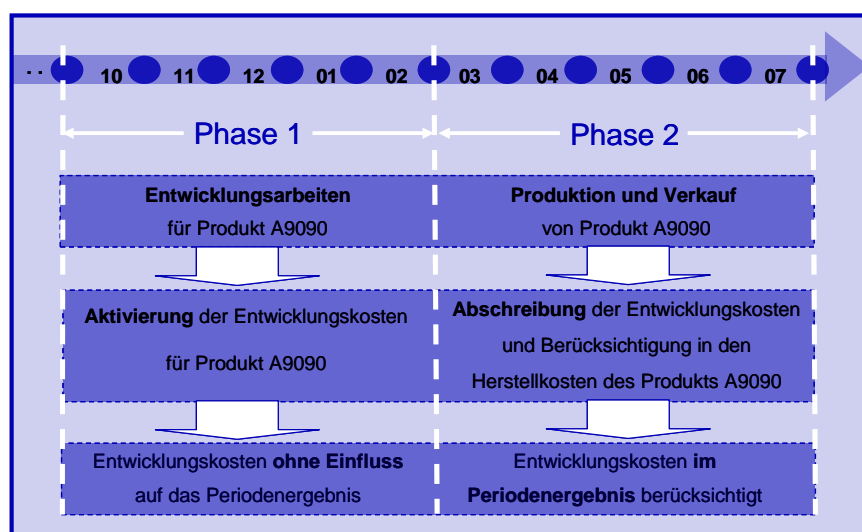 .. 10 11 12 01 02 03 04 05 06 07
Phase 1
Phase 2
Entwicklungsarbeiten
für Produkt A9090
Produktion und Verkauf
von Produkt A9090
Aktivierung der Entwicklungskosten
für Produkt A9090
Abschreibung der Entwicklungskosten
und Berücksichtigung in den
Herstellkosten des Produkts A9090
Entwicklungskosten ohne Einfluss
auf das Periodenergebnis
Entwicklungskosten im
Periodenergebnis berücksichtigt